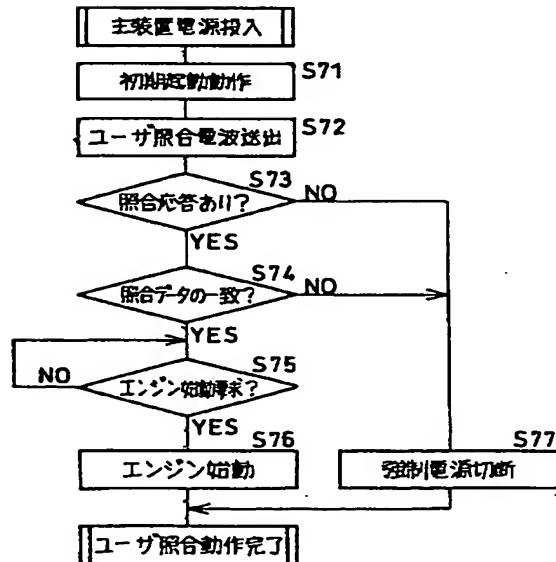 主装置電源投入
S71
初期起動動作
S72
ユーザ照合電波送出
S73
照合応答あり?
NO
YES
S74
照合データの一致?
NO
YES
S75
エンジン始動要求?
NO
YES
S76
エンジン始動
S77
強制電源切断
ユーザ照合動作完了